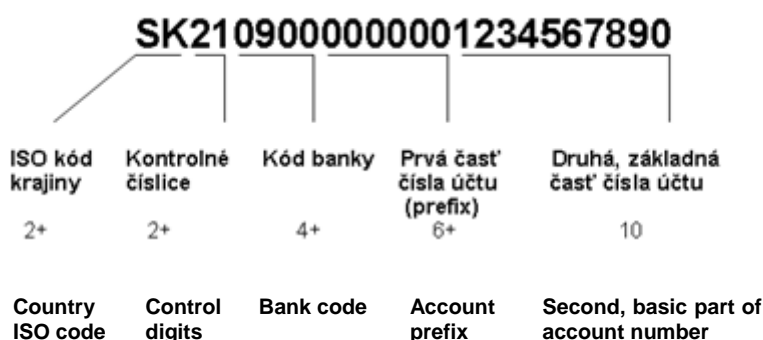 SK2109000000001234567890
ISO kód
krajiny
Kontrolné
číslice
Kód banky
Prvá časť
čísla účtu
(prefix)
Druhá, základná
časť čísla účtu
2+
2+
4+
6+
10
Country
ISO code
Control
digits
Bank code
Account
prefix
Second, basic part of
account number